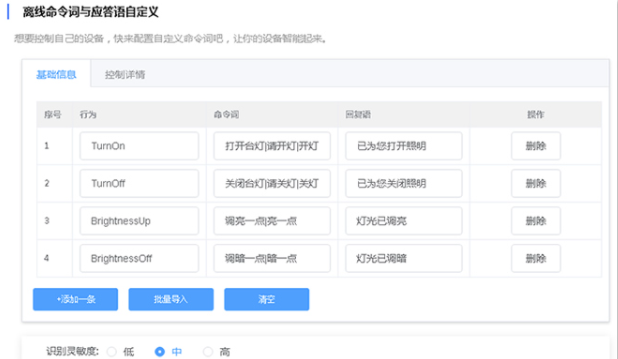 离线命令词与应答语自定义
想要控制自己的设备，快来配置自定义命令词吧，让你的设备智能起来。
基础信息 控制详情
序号 行为 命令词 回复语 操作
1 TurnOn 打开台灯|请开灯|开灯 已为您打开照明 删除
2 TurnOff 关闭台灯|请关灯|关灯 已为您关闭照明 删除
3 BrightnessUp 调亮一点|亮一点 灯光已调亮 删除
4 BrightnessOff 调暗一点|暗一点 灯光已调暗 删除
+添加一条 批量导入 清空
识别灵敏度: 低 中 高